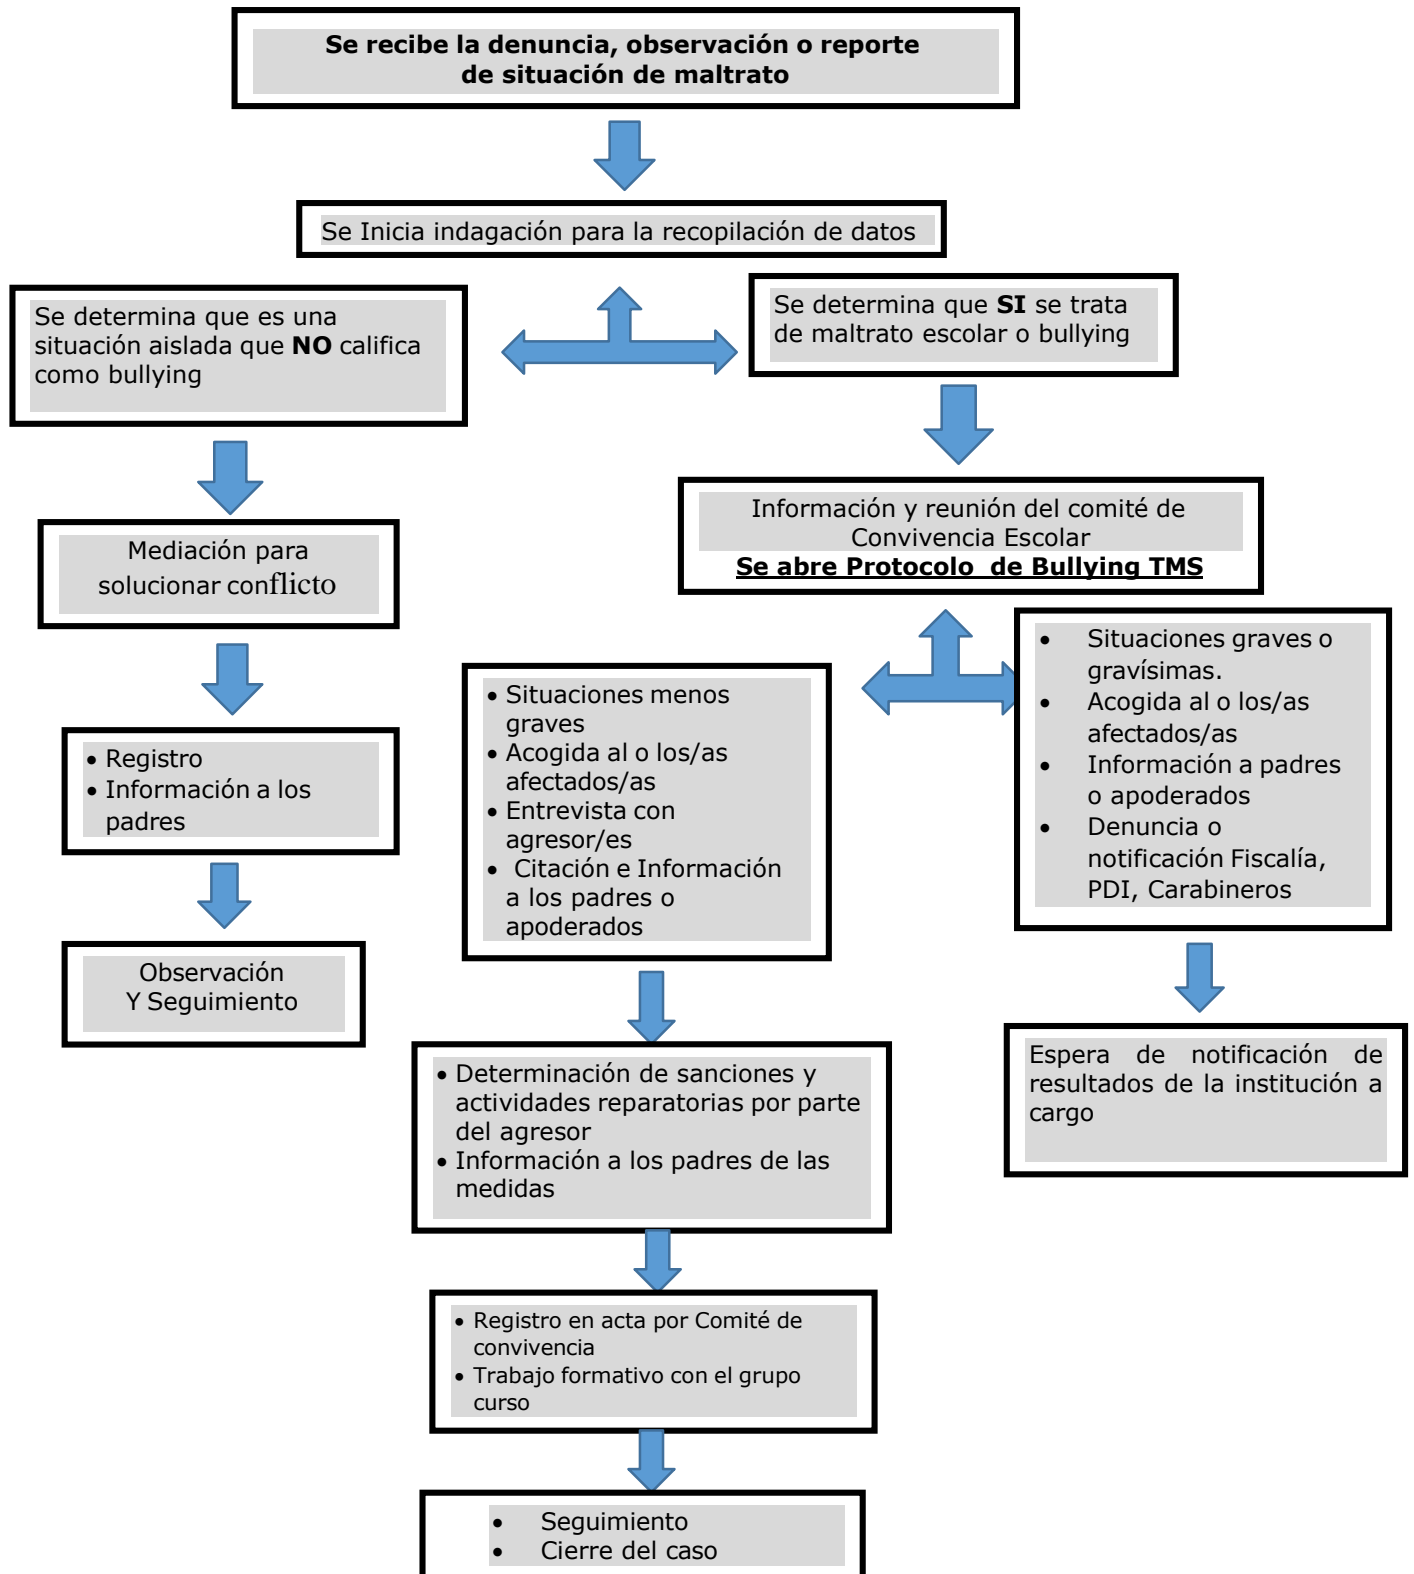 Se recibe la denuncia, observación o reporte
de situación de maltrato
Se Inicia indagación para la recopilación de datos
Se determina que es una
situación aislada que NO califica
como bullying
Se determina que SI se trata
de maltrato escolar o bullying
Mediación para
solucionar conflicto
Información y reunión del comité de
Convivencia Escolar
Se abre Protocolo de Bullying TMS
• Registro
• Información a los
padres
Observación
Y Seguimiento
• Situaciones menos
graves
• Acogida al o los/as
afectados/as
• Entrevista con
agresor/es
• Citación e Información
a los padres o
apoderados
• Situaciones graves o
gravísimas.
• Acogida al o los/as
afectados/as
• Información a padres
o apoderados
• Denuncia o
notificación Fiscalía,
PDI, Carabineros
Espera de notificación de
resultados de la institución a
cargo
• Determinación de sanciones y
actividades reparatorias por parte
del agresor
• Información a los padres de las
medidas
• Registro en acta por Comité de
convivencia
• Trabajo formativo con el grupo
curso
• Seguimiento
• Cierre del caso